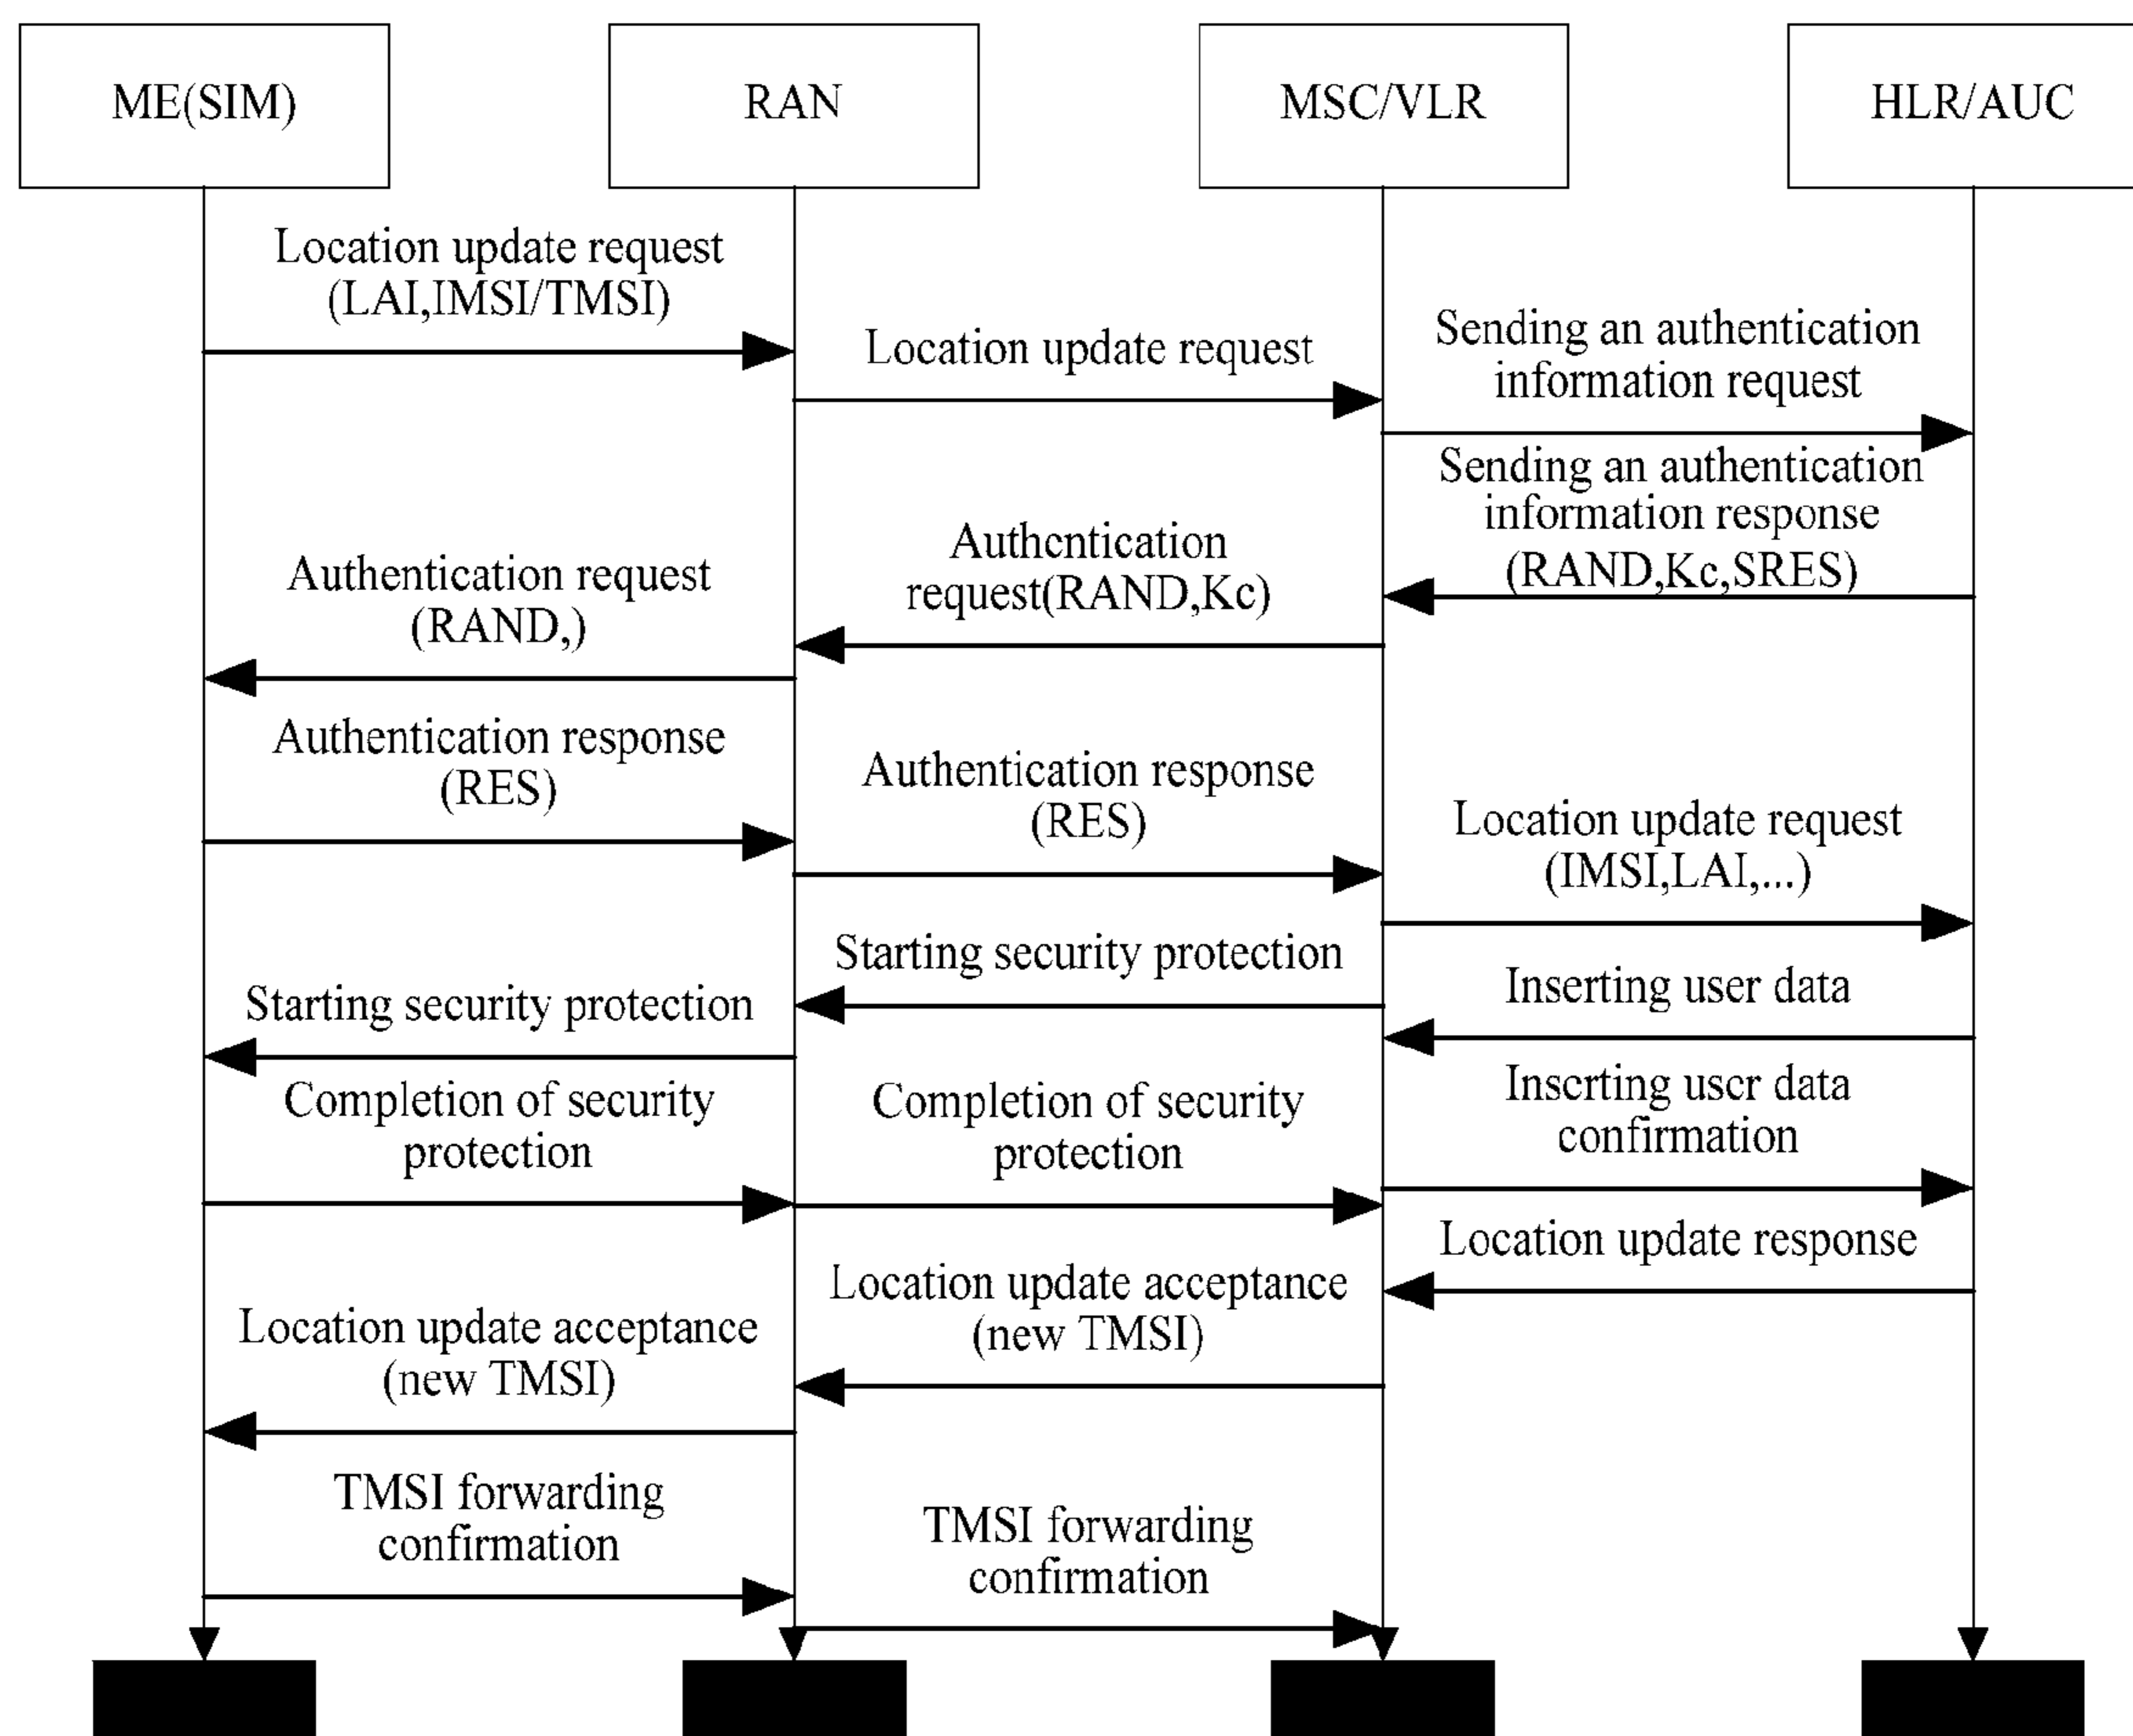 ME(SIM)
RAN
MSC/VLR
HLR/AUC
Location update request
(LAI,IMSI/TMSI)
Location update request
Sending an authentication
information request
Sending an authentication
information response
(RAND,Kc,SRES)
Authentication
request(RAND,Kc)
Authentication request
(RAND,)
Authentication response
(RES)
Authentication response
(RES)
Location update request
(IMSI,LAI,...)
Starting security protection
Starting security protection
Inserting user data
Completion of security
protection
Completion of security
protection
Inserting user data
confirmation
Location update response
Location update acceptance
(new TMSI)
Location update acceptance
(new TMSI)
TMSI forwarding
confirmation
TMSI forwarding
confirmation